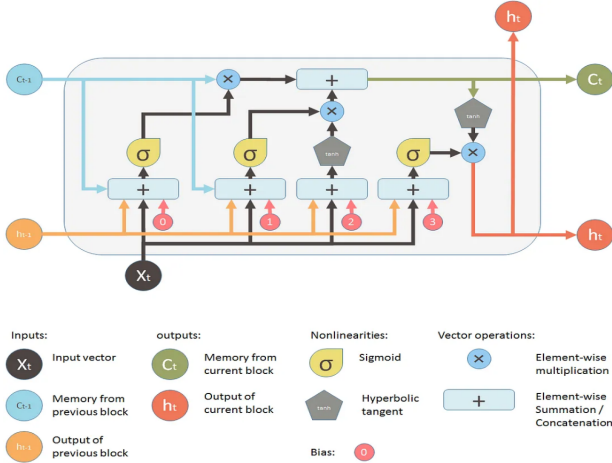 ht
Ct-1
×
+
Ct
tanh
×
σ
σ
tanh
σ
×
+
+
+
+
0
1
2
3
ht-1
ht
Xt
Inputs:
outputs:
Nonlinearities:
Vector operations:
Xt
Input vector
Ct
Memory from
current block
σ
Sigmoid
×
Element-wise
multiplication
Ct-1
Memory from
previous block
ht
Output of
current block
tanh
Hyperbolic
tangent
+
Element-wise
Summation /
Concatenation
ht-1
Output of
previous block
Bias:
0